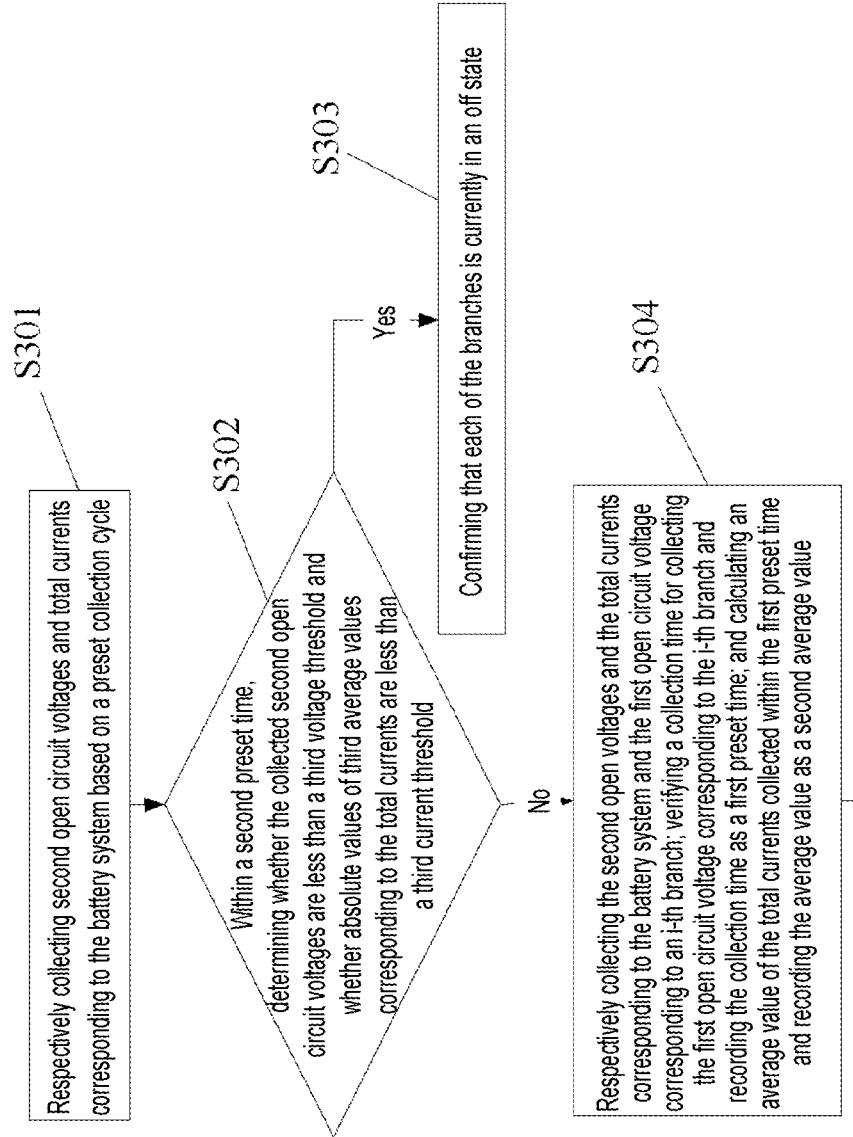 S301
Respectively collecting second open circuit voltages and total currents
corresponding to the battery system based on a preset collection cycle
S302
Within a second preset time,
determining whether the collected second open
circuit voltages are less than a third voltage threshold and
whether absolute values of third average values
corresponding to the total currents are less than
a third current threshold
Yes
S303
Confirming that each of the branches is currently in an off state
No
S304
Respectively collecting the second open voltages and the total currents
corresponding to the battery system and the first open circuit voltage
corresponding to an i-th branch; verifying a collection time for collecting
the first open circuit voltage corresponding to the i-th branch and
recording the collection time as a first preset time; and calculating an
average value of the total currents collected within the first preset time
and recording the average value as a second average value